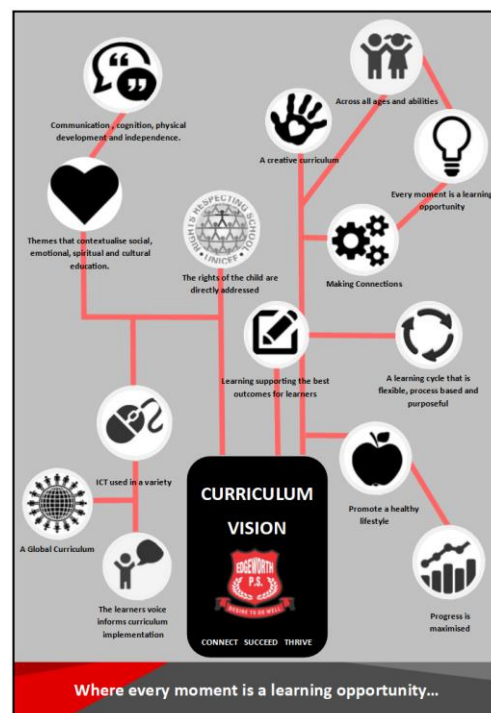 Communication , cognition, physical
development and independence.
Across all ages and abilities
A creative curriculum
Every moment is a learning
opportunity
Themes that contextualise social,
emotional, spiritual and cultural
education.
RIGHTS RESPECTING SCHOOL
UNICEF
The rights of the child are
directly addressed
Making Connections
Learning supporting the best
outcomes for learners
A learning cycle that is
flexible, process based and
purposeful
ICT used in a variety
A Global Curriculum
The learners voice
informs curriculum
implementation
CURRICULUM
VISION
EDGEWORTH
P.S.
DESIRE TO DO WELL
CONNECT SUCCEED THRIVE
Promote a healthy
lifestyle
Progress is
maximised
Where every moment is a learning opportunity...